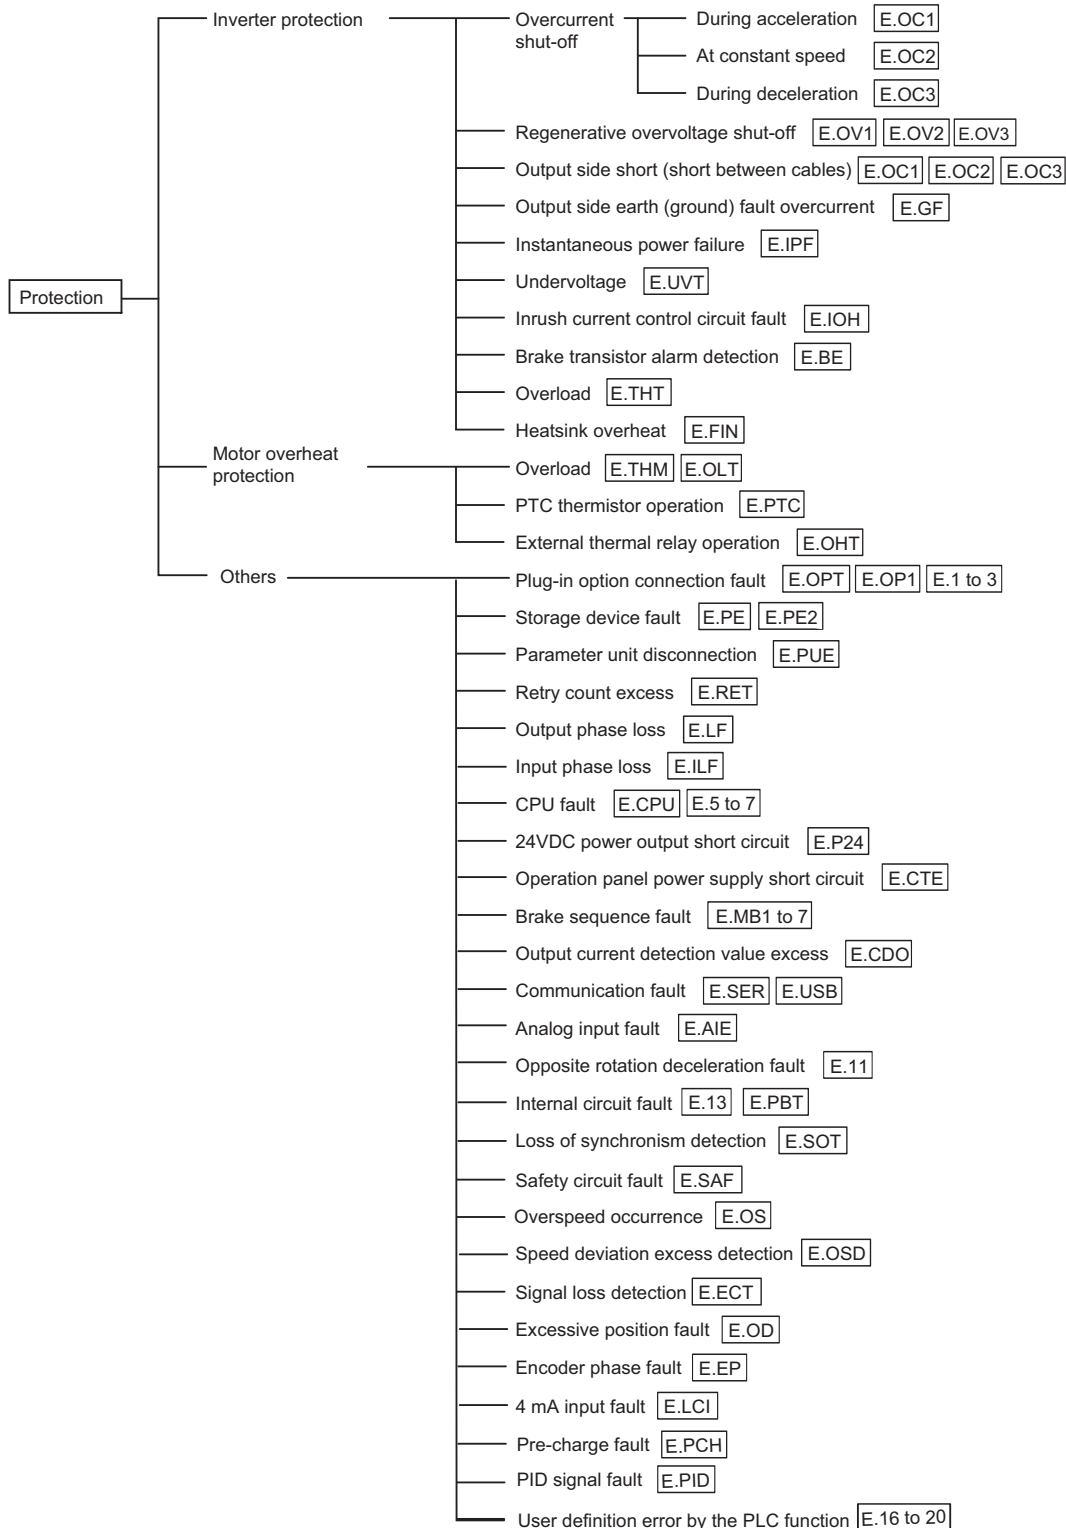 Inverter protection
Overcurrent
shut-off
During acceleration E.OC1
At constant speed E.OC2
During deceleration E.OC3
Regenerative overvoltage shut-off E.OV1 E.OV2 E.OV3
Output side short (short between cables) E.OC1 E.OC2 E.OC3
Output side earth (ground) fault overcurrent E.GF
Instantaneous power failure E.IPF
Undervoltage E.UVT
Protection
Inrush current control circuit fault E.IOH
Brake transistor alarm detection E.BE
Overload E.THT
Heatsink overheat E.FIN
Motor overheat
protection
Overload E.THM E.OLT
PTC thermistor operation E.PTC
External thermal relay operation E.OHT
Others
Plug-in option connection fault E.OPT E.OP1 E.1 to 3
Storage device fault E.PE E.PE2
Parameter unit disconnection E.PUE
Retry count excess E.RET
Output phase loss E.LF
Input phase loss E.ILF
CPU fault E.CPU E.5 to 7
24VDC power output short circuit E.P24
Operation panel power supply short circuit E.CTE
Brake sequence fault E.MB1 to 7
Output current detection value excess E.CDO
Communication fault E.SER E.USB
Analog input fault E.AIE
Opposite rotation deceleration fault E.11
Internal circuit fault E.13 E.PBT
Loss of synchronism detection E.SOT
Safety circuit fault E.SAF
Overspeed occurrence E.OS
Speed deviation excess detection E.OSD
Signal loss detection E.ECT
Excessive position fault E.OD
Encoder phase fault E.EP
4 mA input fault E.LCI
Pre-charge fault E.PCH
PID signal fault E.PID
User definition error by the PLC function E.16 to 20